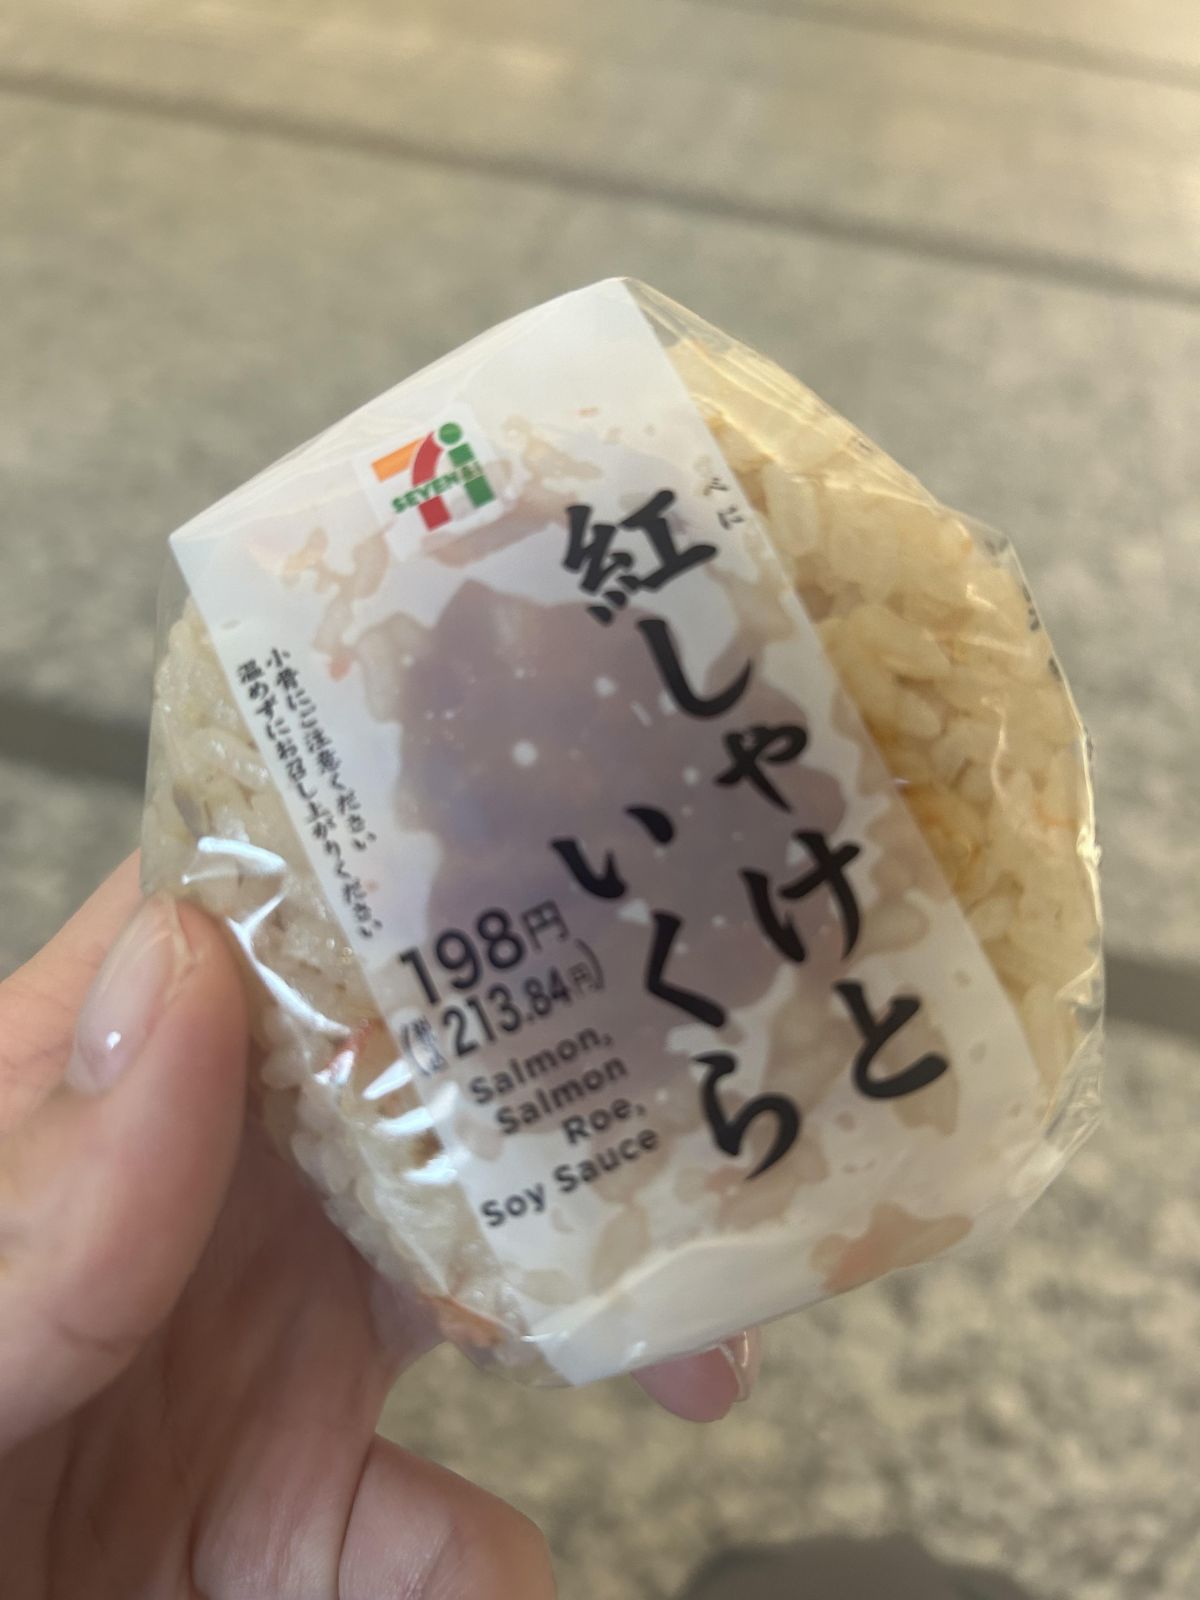 SEVEN&i
べに
紅しゃけと
いくら
小骨にご注意ください
温めずにお召し上がりください
198円
(税込213.84円)
Salmon,
Salmon
Roe,
Soy Sauce